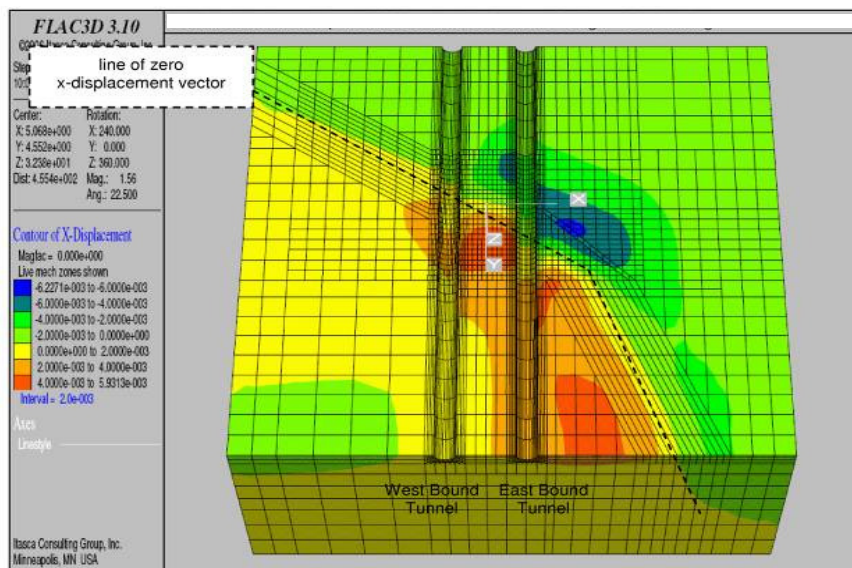 FLAC3D 3.10
line of zero
x-displacement vector
Center:
X: 5.068e+000
Y: 4.552e+000
Z: 3.238e+001
Dist: 4.554e+002
Rotation:
X: 240.000
Y: 0.000
Z: 360.000
Mag.: 1.56
Ang.: 22.500
Contour of X-Displacement
Magfac = 0.000e+000
Live mech zones shown
-6.2271e-003 to -6.0000e-003
-6.0000e-003 to -4.0000e-003
-4.0000e-003 to -2.0000e-003
-2.0000e-003 to 0.0000e+000
0.0000e+000 to 2.0000e-003
2.0000e-003 to 4.0000e-003
4.0000e-003 to 5.9313e-003
Interval = 2.0e-003
Axes
Linestyle
X
Z
Y
West Bound
Tunnel
East Bound
Tunnel
Itasca Consulting Group, Inc.
Minneapolis, MN USA